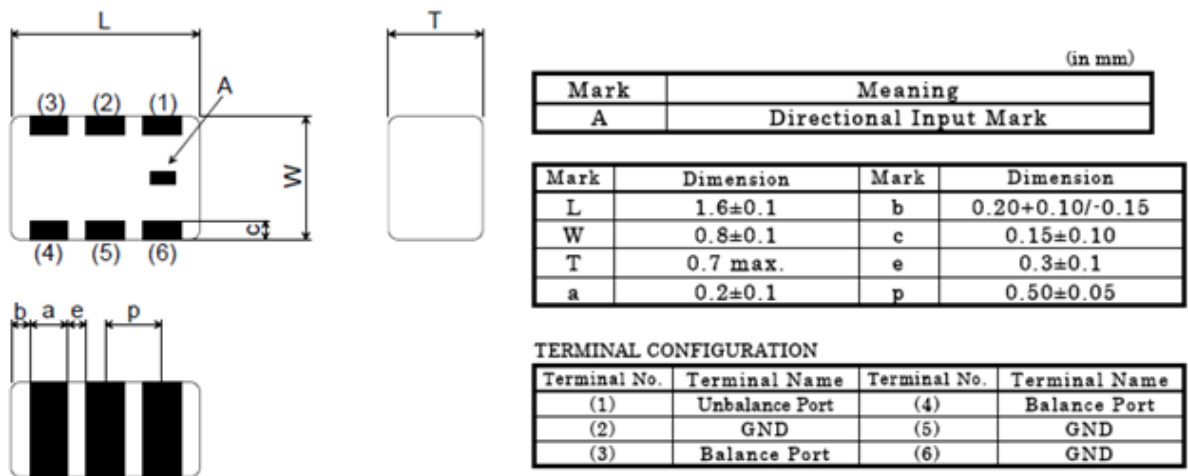 L
T
(3) (2) (1)
A
W
c
(4) (5) (6)
b a e p
(in mm)
Mark Meaning
A Directional Input Mark
Mark Dimension Mark Dimension
L 1.6±0.1 b 0.20+0.10/-0.15
W 0.8±0.1 c 0.15±0.10
T 0.7 max. e 0.3±0.1
a 0.2±0.1 p 0.50±0.05
TERMINAL CONFIGURATION
Terminal No. Terminal Name Terminal No. Terminal Name
(1) Unbalance Port (4) Balance Port
(2) GND (5) GND
(3) Balance Port (6) GND